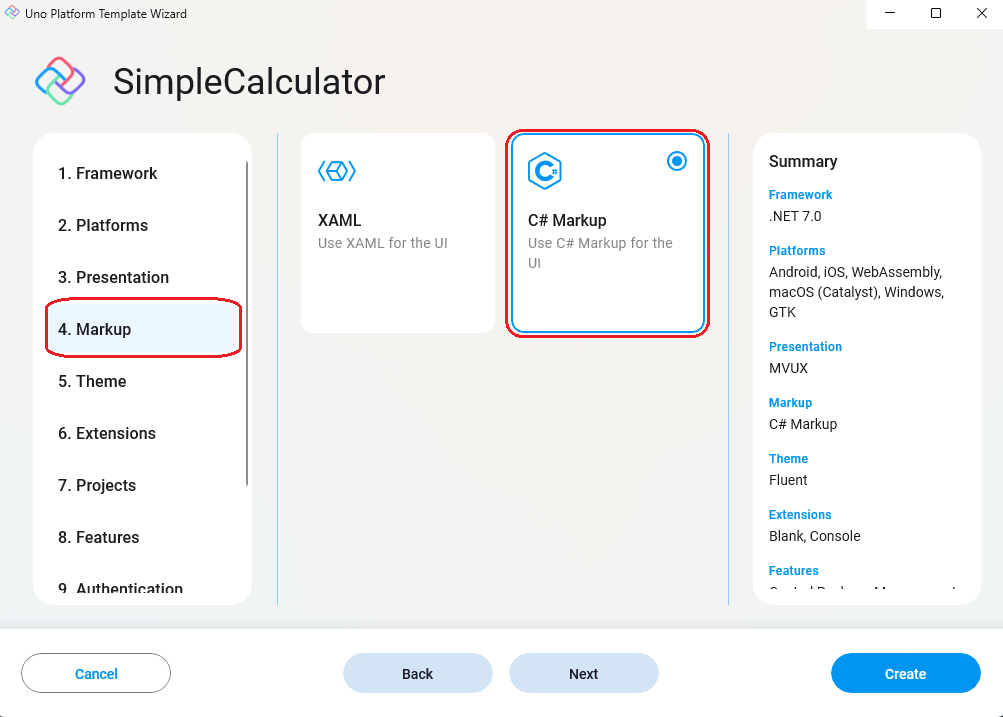 Uno Platform Template Wizard
SimpleCalculator
1. Framework
2. Platforms
3. Presentation
4. Markup
5. Theme
6. Extensions
7. Projects
8. Features
9. Authentication
XAML
Use XAML for the UI
C# Markup
Use C# Markup for the
UI
Summary
Framework
.NET 7.0
Platforms
Android, iOS, WebAssembly,
macOS (Catalyst), Windows,
GTK
Presentation
MVUX
Markup
C# Markup
Theme
Fluent
Extensions
Blank, Console
Features
Cancel
Back
Next
Create